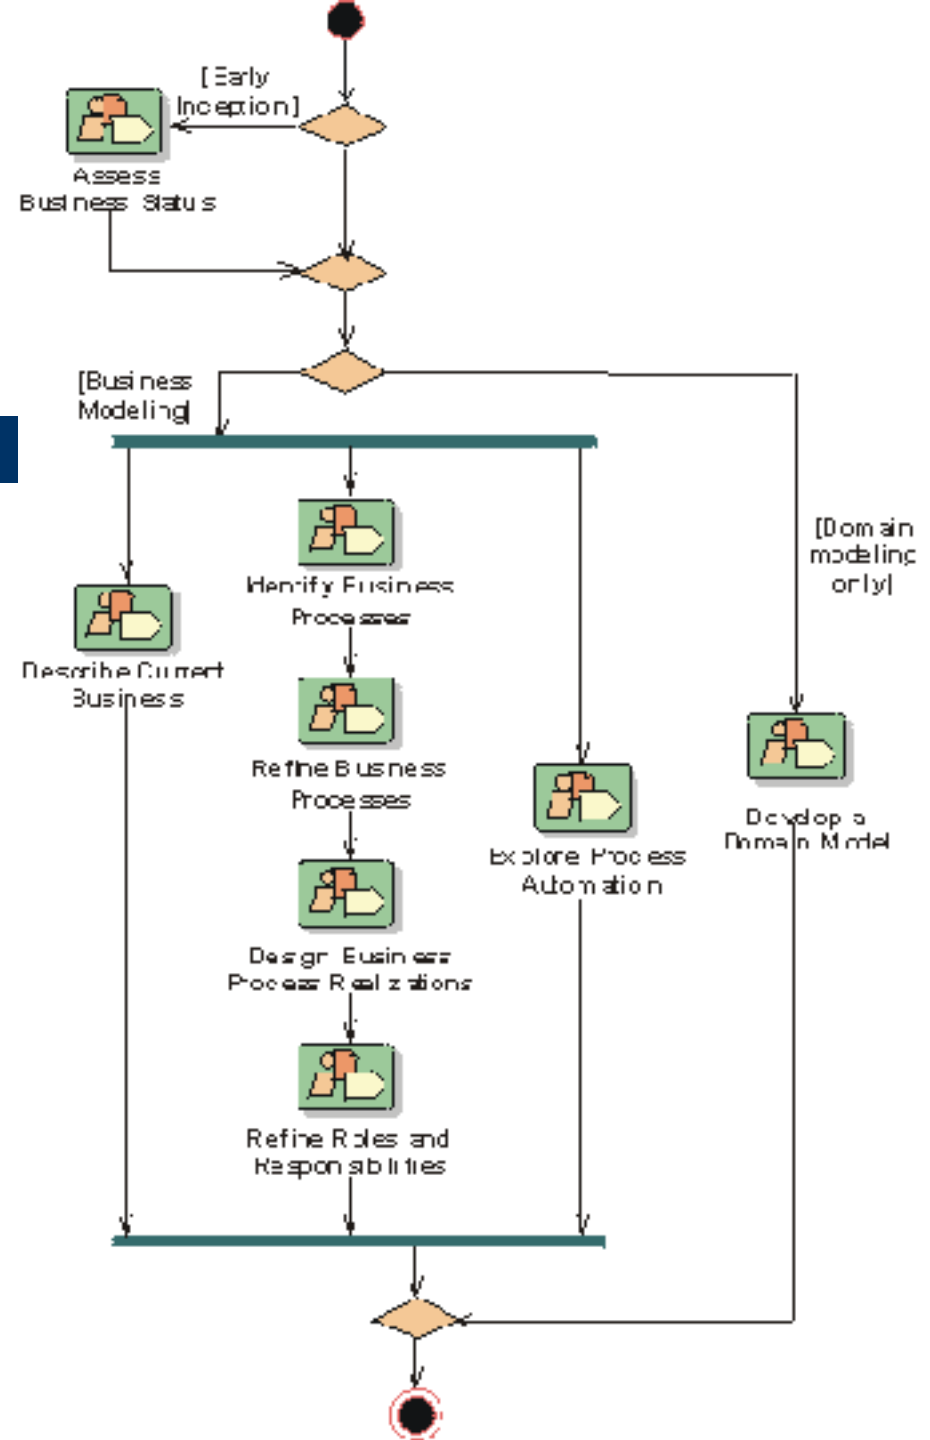 [Early
Inception]
Assess
Business Status
[Business
Modeling]
[Domain
modeling
only]
Identify Business
Processes
Describe Current
Business
Refine Business
Processes
Develop a
Domain Model
Explore Process
Automation
Design Business
Process Realizations
Refine Roles and
Responsibilities